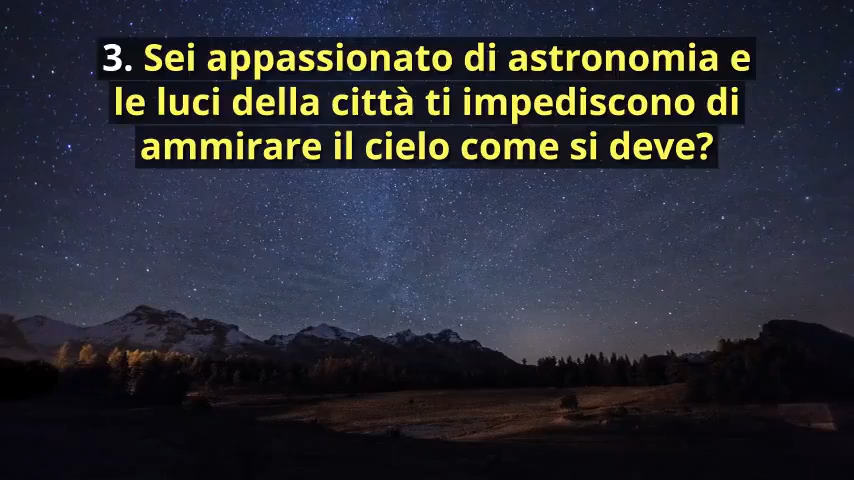 3. Sei appassionato di astronomia e
le luci della città ti impediscono di
ammirare il cielo come si deve?